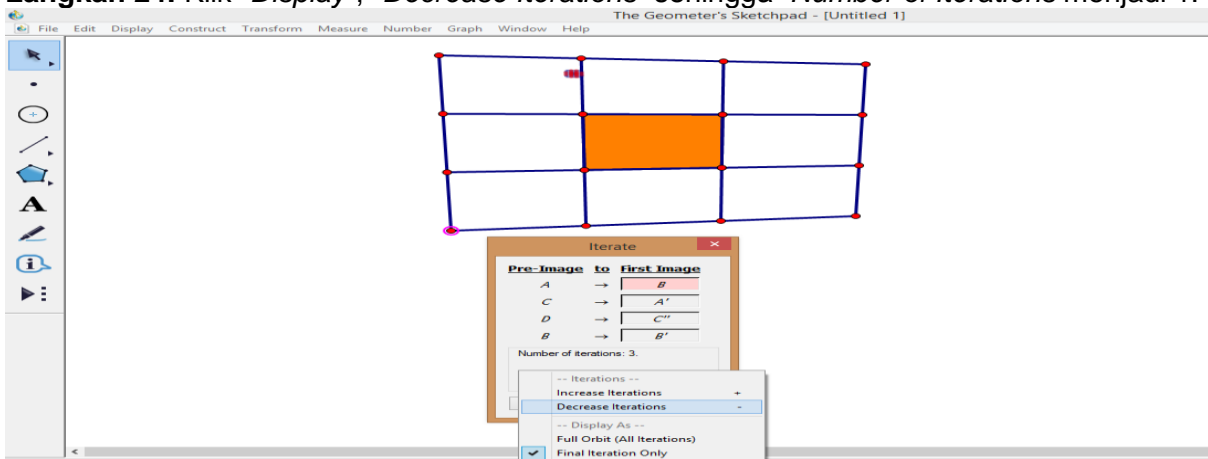 Langkah 24. Klik "Display", "Decrease Iterations" sehingga "Number of Iterations menjadi 1.
The Geometer's Sketchpad - [Untitled 1]
File Edit Display Construct Transform Measure Number Graph Window Help
A
Iterate
Pre-Image to First Image
A → B
C → A'
D → C''
B → B'
Number of iterations: 3.
-- Iterations --
Increase Iterations +
Decrease Iterations -
-- Display As --
Full Orbit (All Iterations)
Final Iteration Only